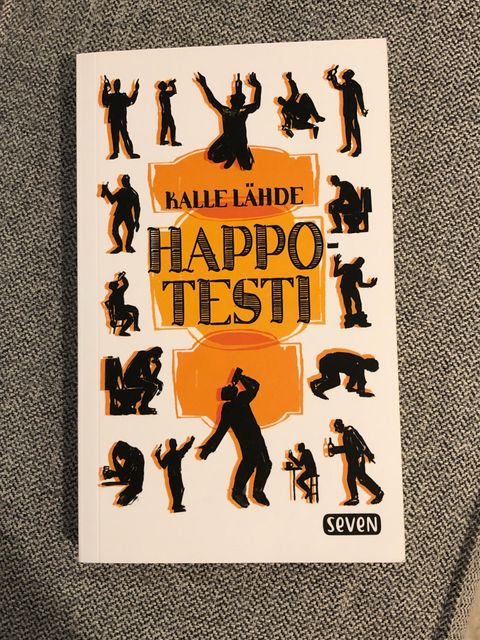 KALLE LÄHDE
HAPPO-
TESTI
SEVEN